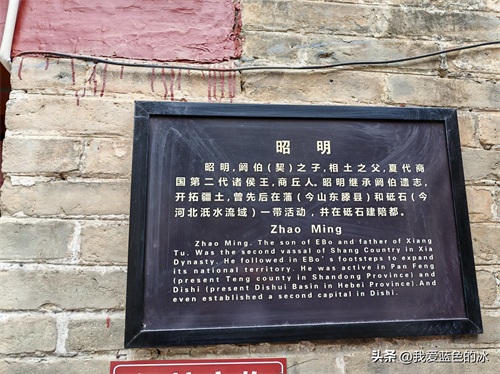 昭 明
昭明,阏伯(契)之子,相土之父,夏代商
国第二代诸侯王,商丘人。昭明继承阏伯遗志,
开拓疆土,曾先后在蕃(今山东滕县)和砥石(今
河北泜水流域)一带活动,并在砥石建陪都。
Zhao Ming
Zhao Ming. The son of EBo and father of Xiang
Tu. Was the second vassal of Shang Country in Xia
Dynasty. He followed in EBo's footsteps to expand
its national territory. He was active in Pan Feng
(present Teng county in Shandong Province) and
Dishi (present Dishui Basin in Hebei Province).And
even established a second capital in Dishi.
头条 @我爱蓝色的冰